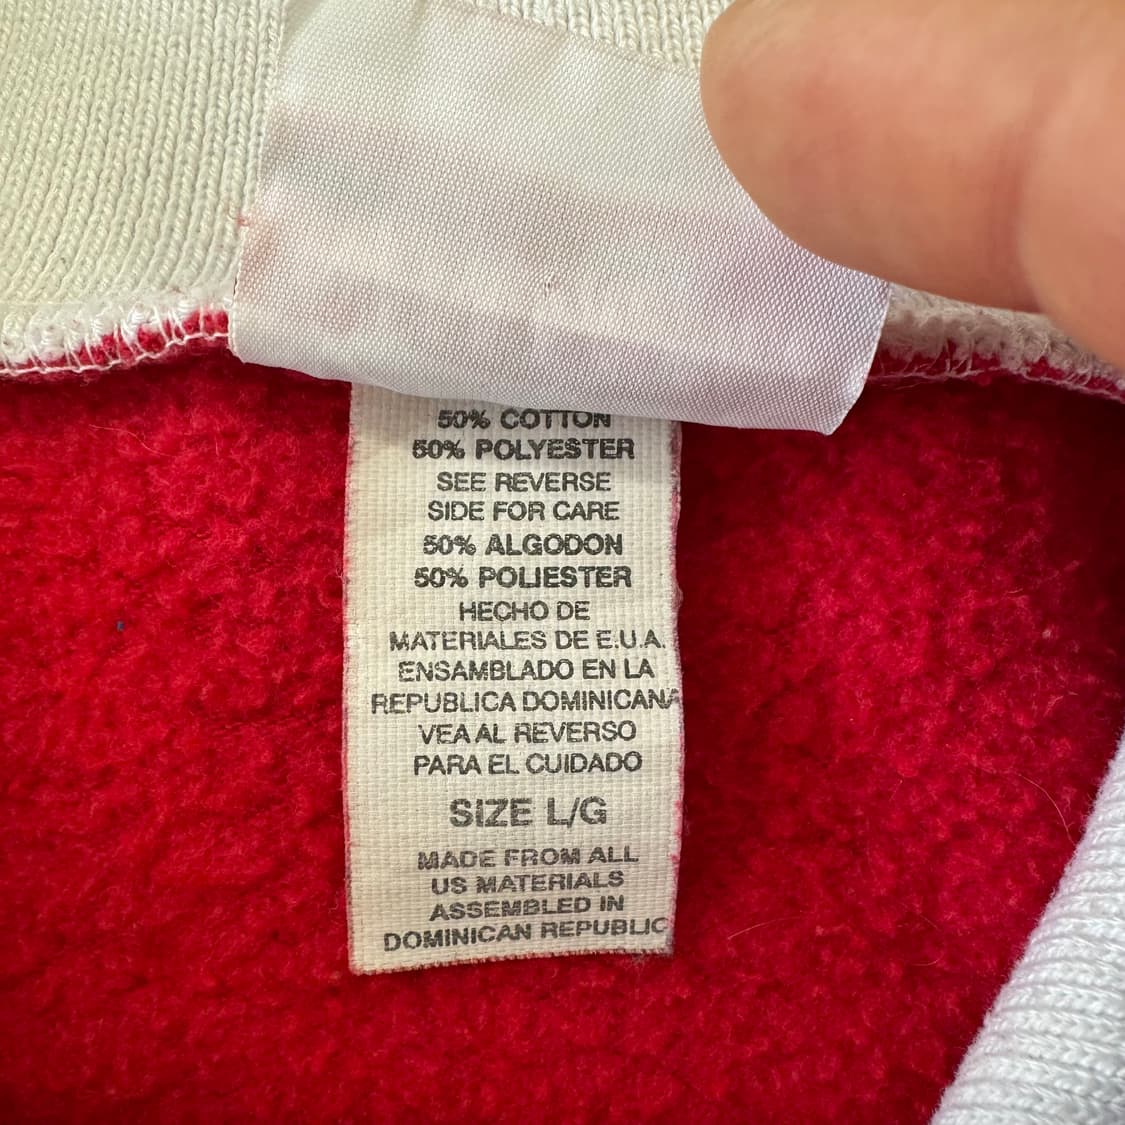 50% COTTON
50% POLYESTER
SEE REVERSE
SIDE FOR CARE
50% ALGODON
50% POLIESTER
HECHO DE
MATERIALES DE E.U.A.
ENSAMBLADO EN LA
REPUBLICA DOMINICANA
VEA AL REVERSO
PARA EL CUIDADO
SIZE L/G
MADE FROM ALL
US MATERIALS
ASSEMBLED IN
DOMINICAN REPUBLIC